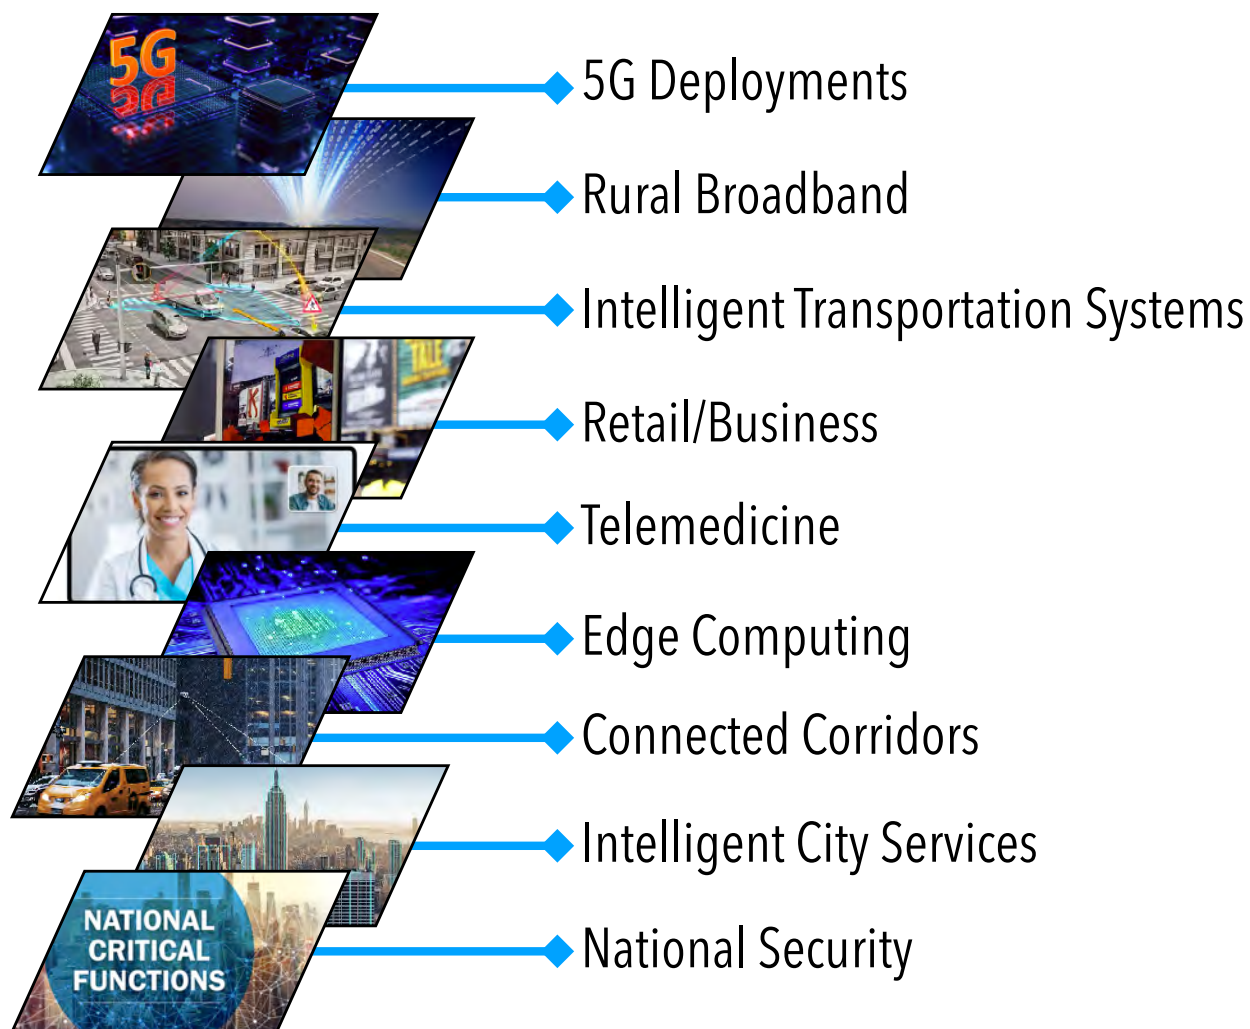 5G
5G Deployments
Rural Broadband
Intelligent Transportation Systems
TALE
K
Retail/Business
Telemedicine
Edge Computing
Connected Corridors
Intelligent City Services
NATIONAL
CRITICAL
FUNCTIONS
National Security